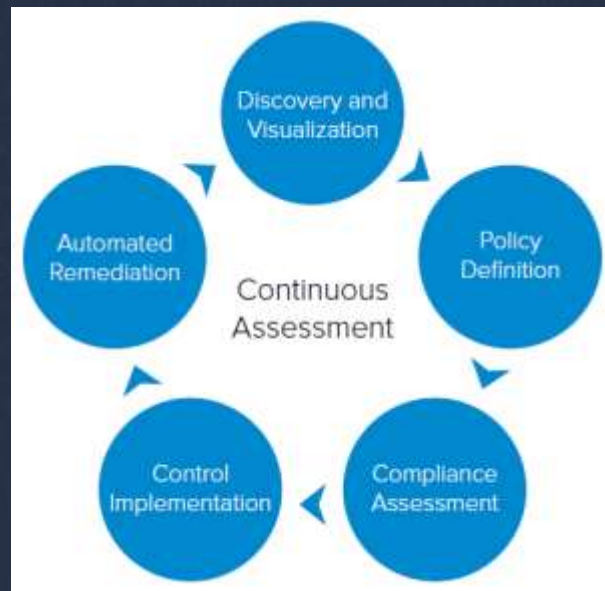 Discovery and
Visualization
Policy
Definition
Compliance
Assessment
Control
Implementation
Automated
Remediation
Continuous
Assessment